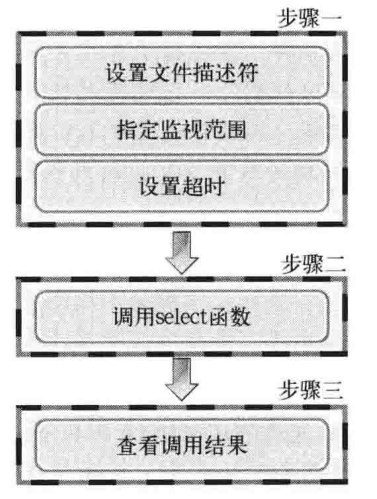 步骤一
设置文件描述符
指定监视范围
设置超时
步骤二
调用select函数
步骤三
查看调用结果